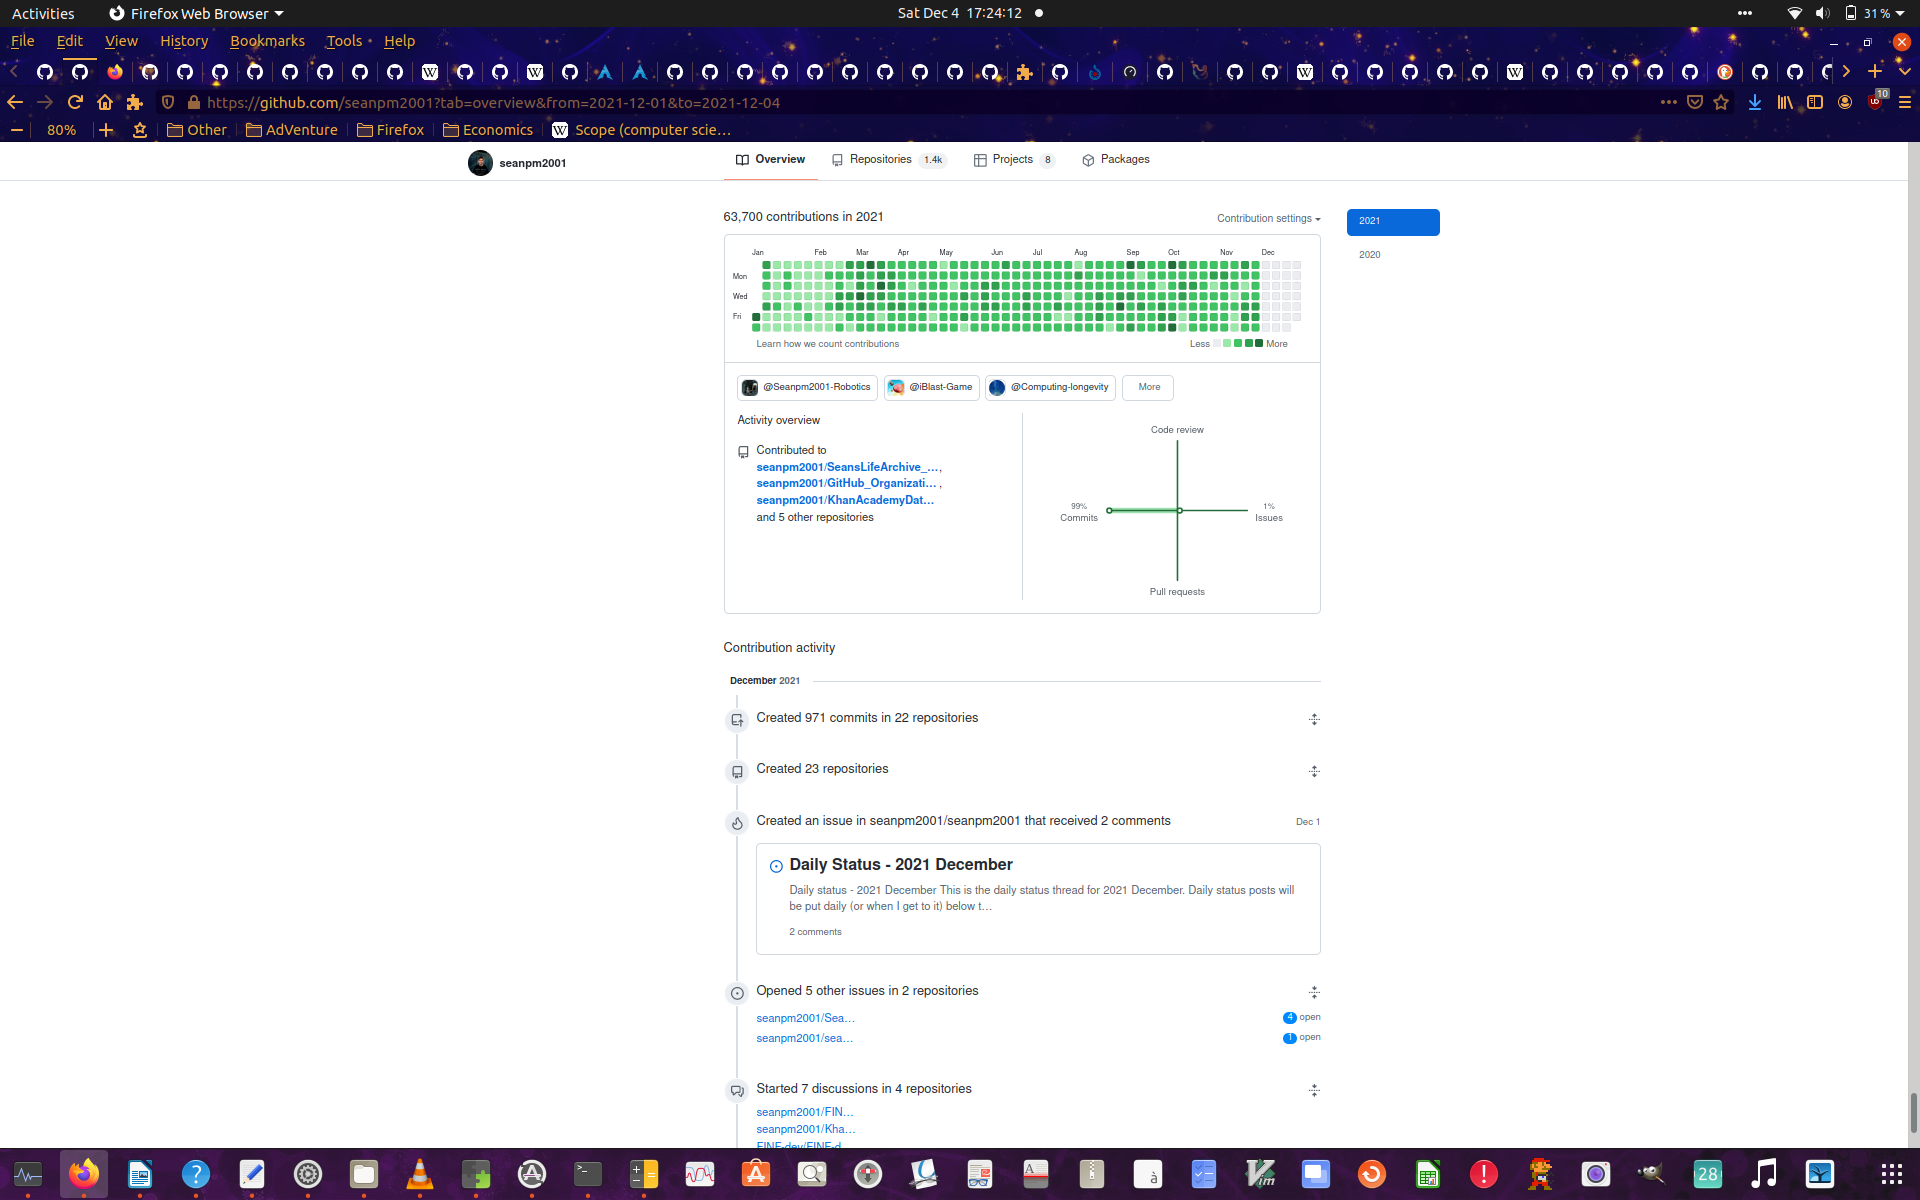 Activities
Firefox Web Browser
Sat Dec 4 17:24:12
31 %
File Edit View History Bookmarks Tools Help
https://github.com/seanpm2001?tab=overview&from=2021-12-01&to=2021-12-04
10
80%
Other
AdVenture
Firefox
Economics
Scope (computer scie…
seanpm2001
Overview
Repositories 1.4k
Projects 8
Packages
63,700 contributions in 2021
Contribution settings
2021
2020
Jan Feb Mar Apr May Jun Jul Aug Sep Oct Nov Dec
Mon
Wed
Fri
Learn how we count contributions
Less More
@Seanpm2001-Robotics
@iBlast-Game
@Computing-longevity
More
Activity overview
Contributed to
seanpm2001/SeansLifeArchive_…,
seanpm2001/GitHub_Organizati… ,
seanpm2001/KhanAcademyDat…
and 5 other repositories
Code review
99%
Commits
1%
Issues
Pull requests
Contribution activity
December 2021
Created 971 commits in 22 repositories
Created 23 repositories
Created an issue in seanpm2001/seanpm2001 that received 2 comments
Dec 1
Daily Status - 2021 December
Daily status - 2021 December This is the daily status thread for 2021 December. Daily status posts will
be put daily (or when I get to it) below t…
2 comments
Opened 5 other issues in 2 repositories
seanpm2001/Sea…
4 open
seanpm2001/sea…
1 open
Started 7 discussions in 4 repositories
seanpm2001/FIN…
seanpm2001/Kha…
28